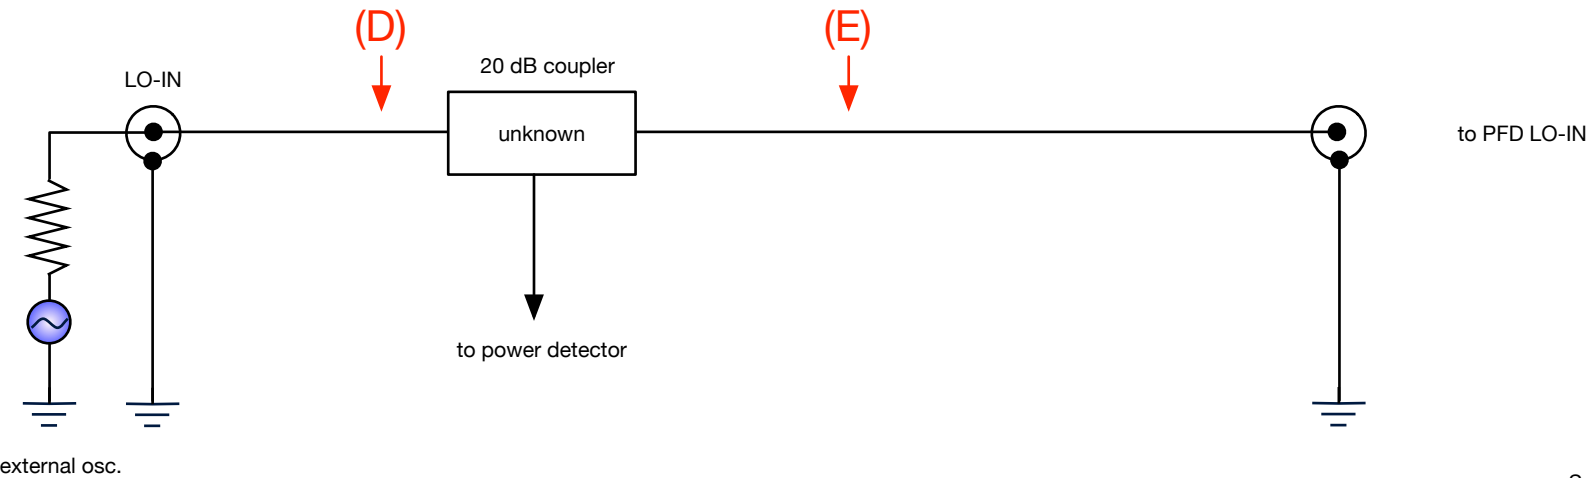 (D)
(E)
20 dB coupler
LO-IN
unknown
to PFD LO-IN
to power detector
external osc.